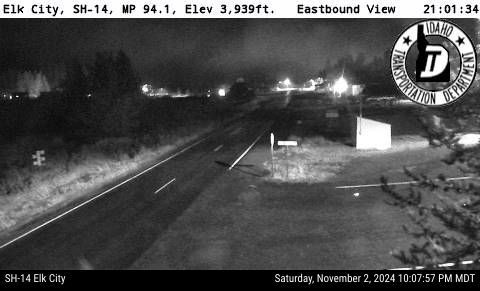 Elk City, SH-14, MP 94.1, Elev 3,939ft. Eastbound View 21:01:34
IDAHO
TRANSPORTATION DEPARTMENT
SH-14 Elk City Saturday, November 2, 2024 10:07:57 PM MDT